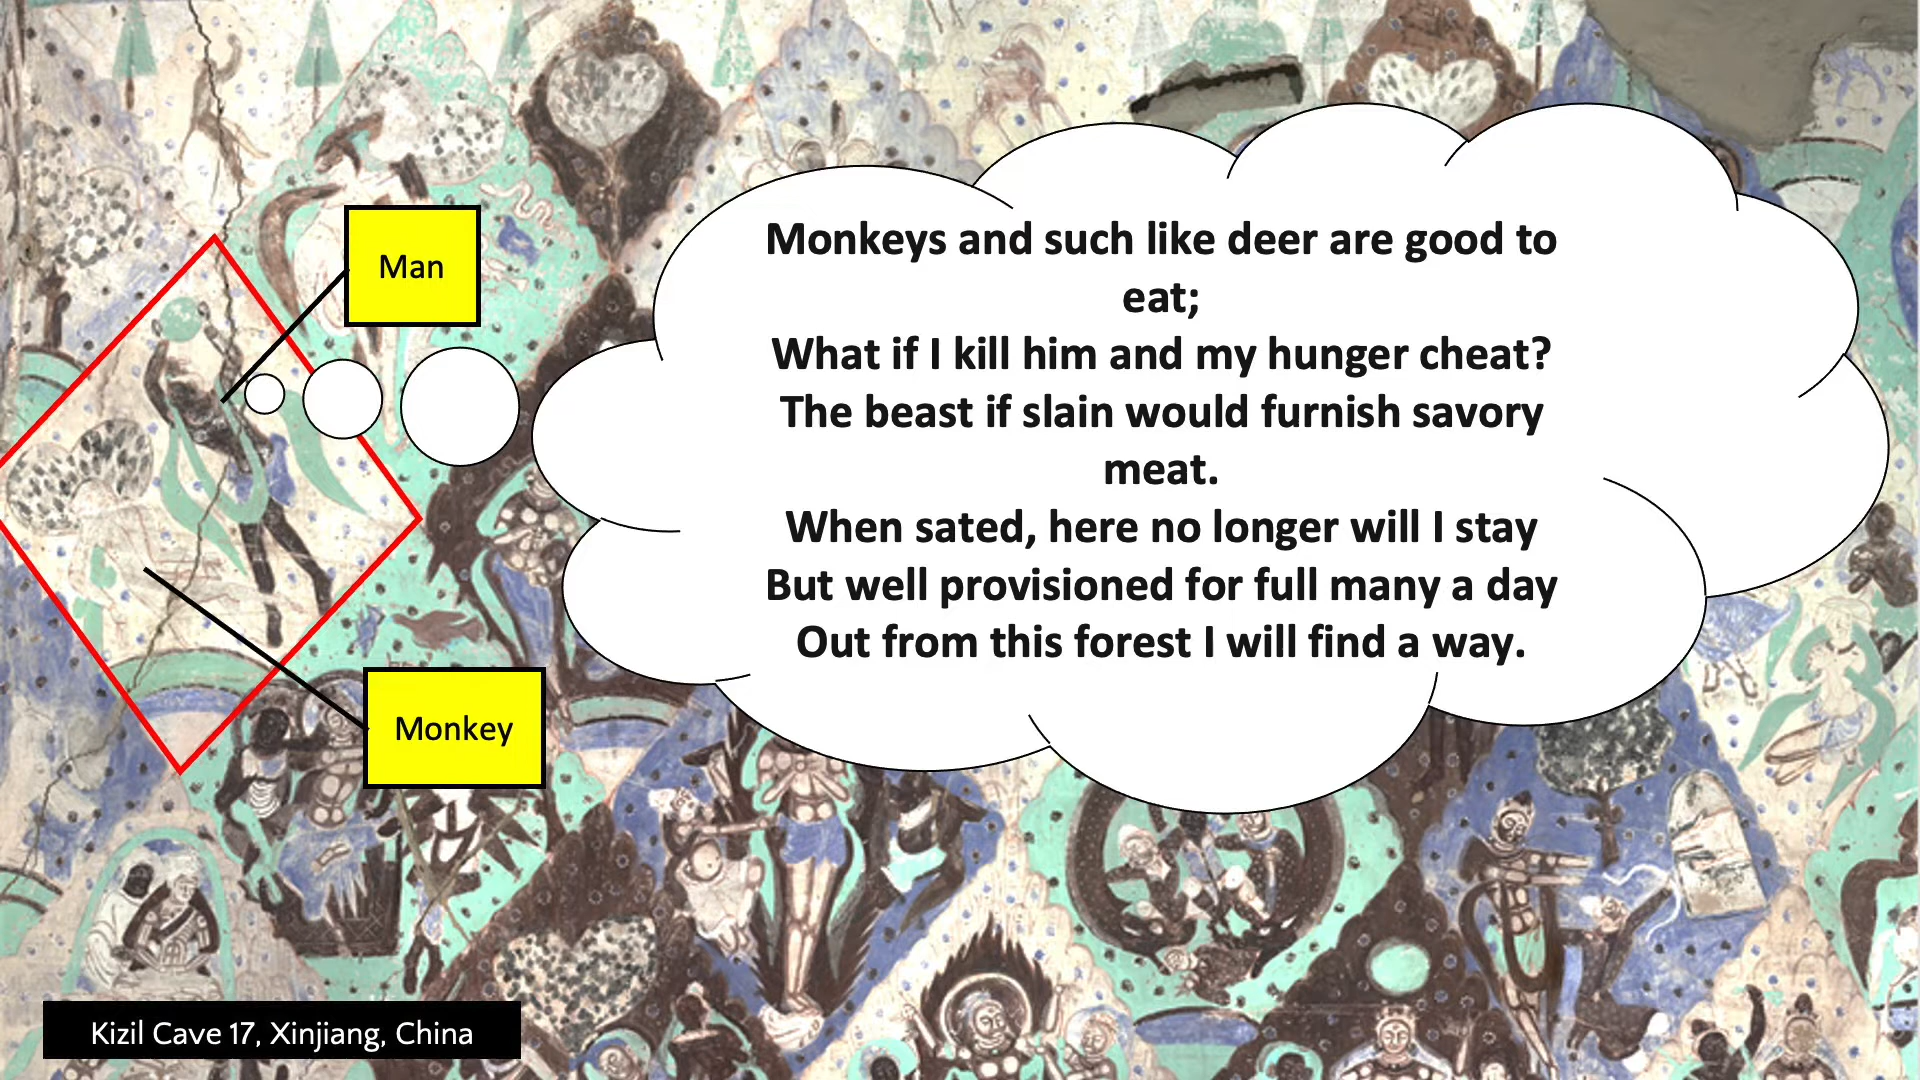 Man
Monkeys and such like deer are good to
eat;
What if I kill him and my hunger cheat?
The beast if slain would furnish savory
meat.
When sated, here no longer will I stay
But well provisioned for full many a day
Out from this forest I will find a way.
Monkey
Kizil Cave 17, Xinjiang, China